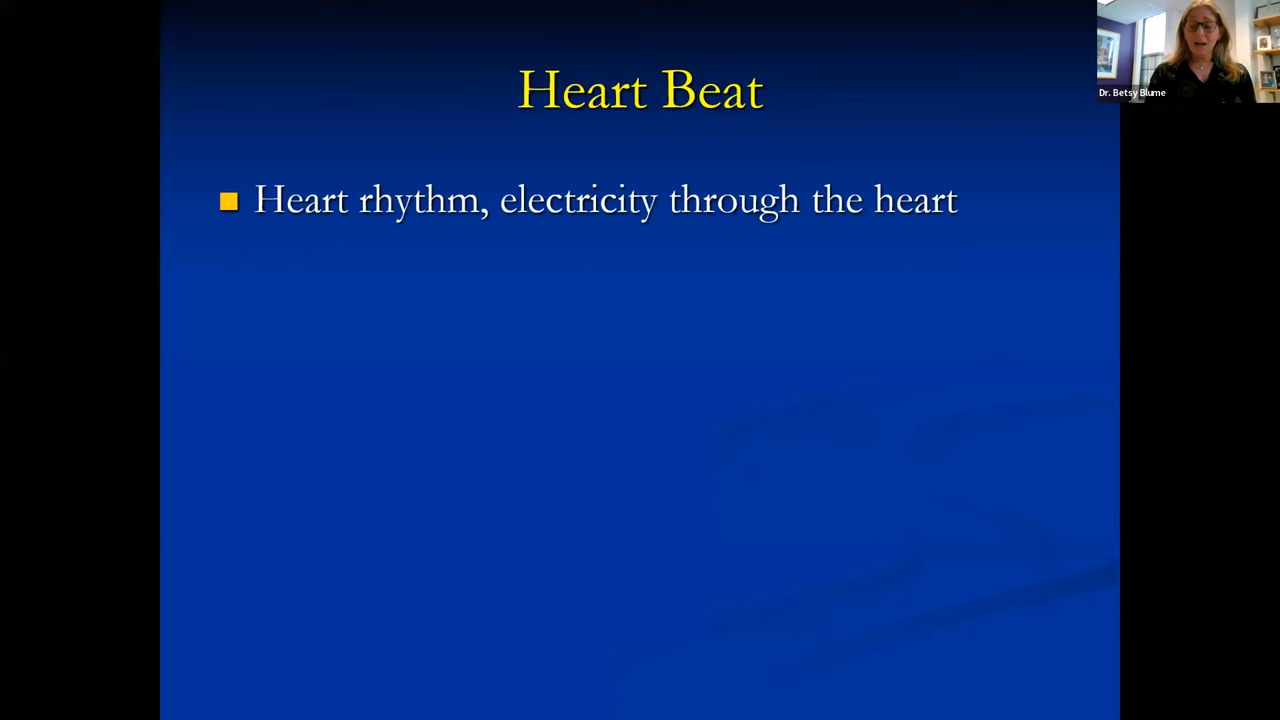 Heart Beat
Dr. Betsy Blume
Heart rhythm, electricity through the heart